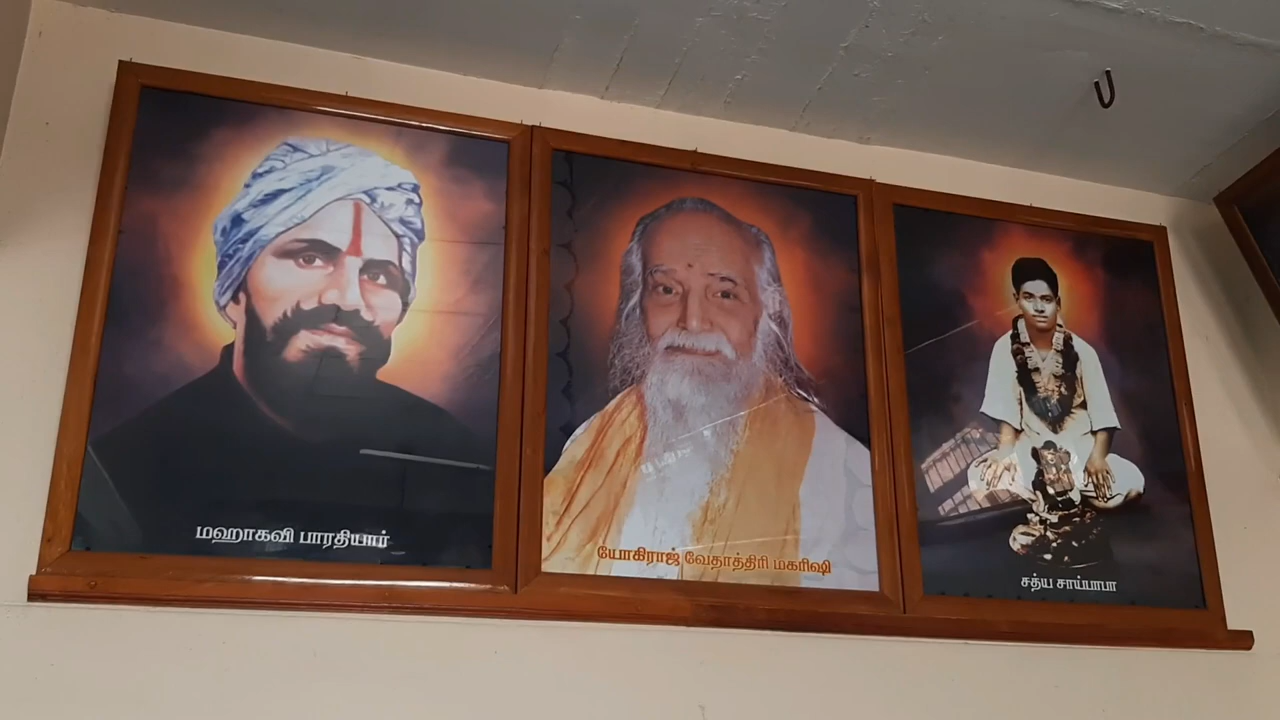 மஹாகவி பாரதியார்
யோகிராஜ் வேதாத்திரி மகரிஷி
சத்ய சாய்பாபா